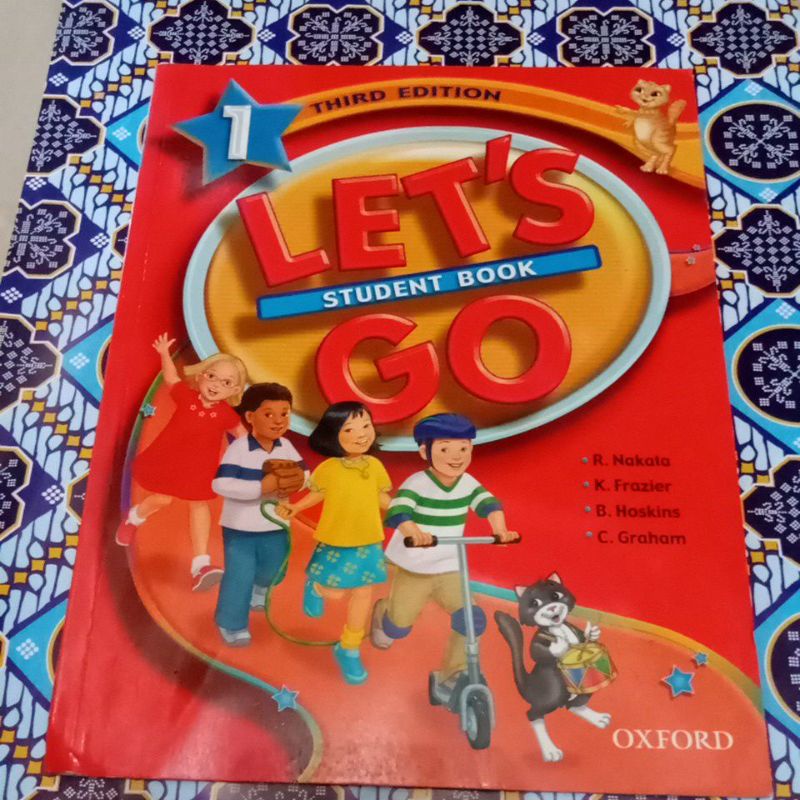 1
THIRD EDITION
LET'S
STUDENT BOOK
GO
• R. Nakata
• K. Frazier
• B. Hoskins
• C. Graham
OXFORD